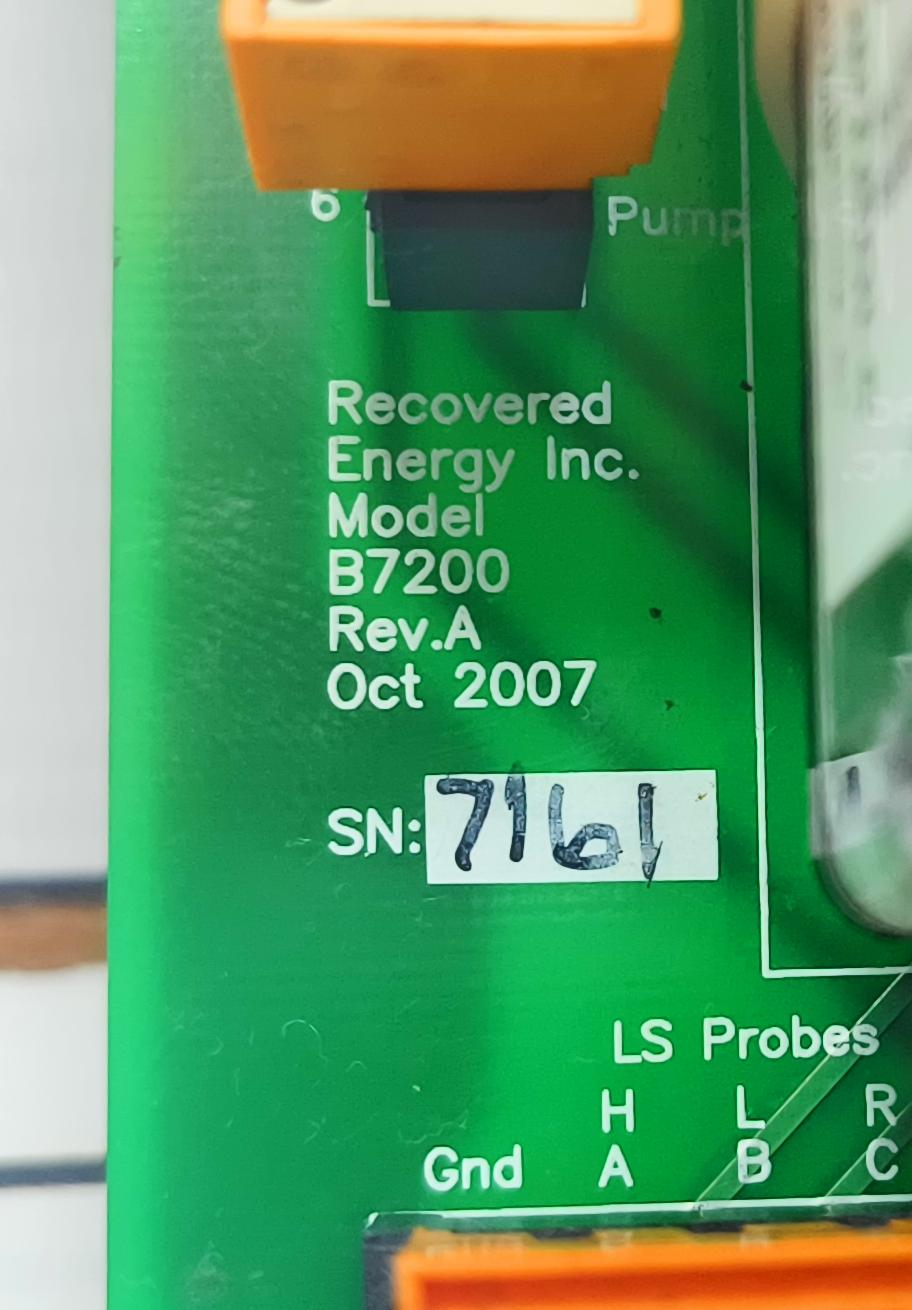 6 Pump
Recovered
Energy Inc.
Model
B7200
Rev.A
Oct 2007
SN: 7161
LS Probes
H L R
Gnd A B C